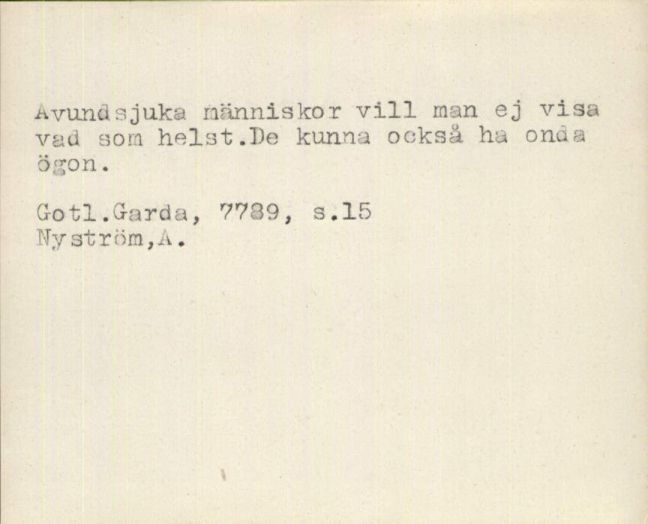 Avundsjuka människor vill man ej visa
vad som helst.De kunna också ha onda
ögon.
Gotl.Garda, 7789, s.15
Nyström,A.